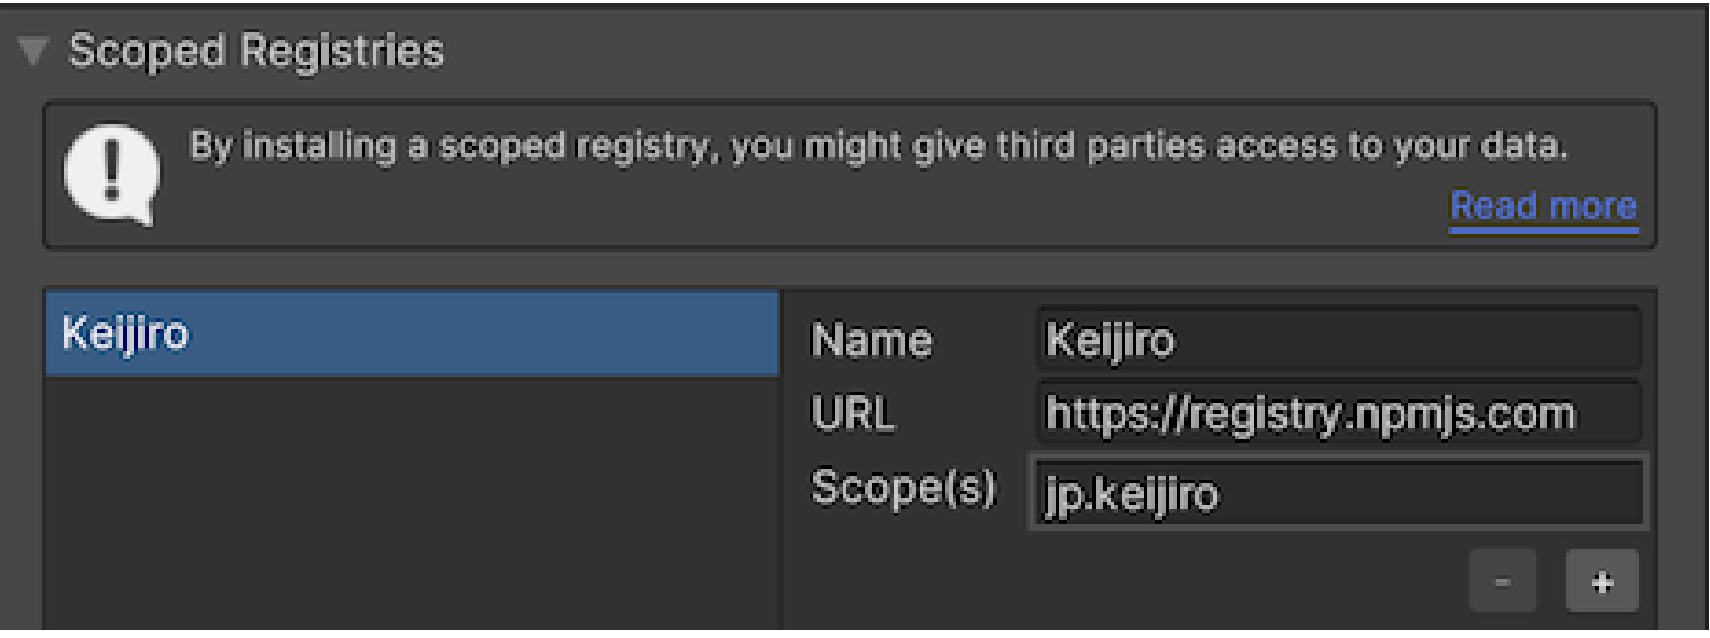 Scoped Registries
By installing a scoped registry, you might give third parties access to your data.
Read more
Keijiro
Name Keijiro
URL https://registry.npmjs.com
Scope(s) jp.keijiro
- +